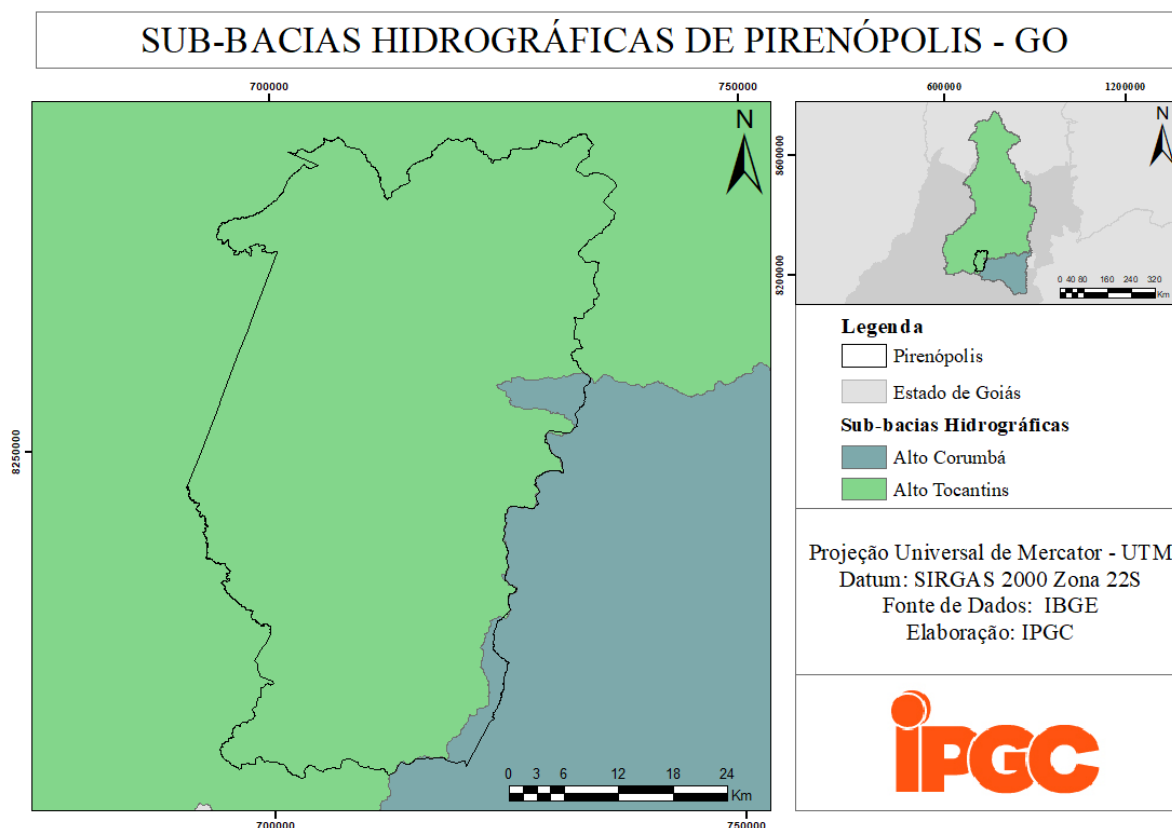 SUB-BACIAS HIDROGRÁFICAS DE PIRENÓPOLIS - GO
700000
750000
N
8250000
0 3 6 12 18 24
Km
700000
750000
600000
1200000
N
8600000
8200000
0 40 80 160 240 320
Km
Legenda
Pirenópolis
Estado de Goiás
Sub-bacias Hidrográficas
Alto Corumbá
Alto Tocantins
Projeção Universal de Mercator - UTM
Datum: SIRGAS 2000 Zona 22S
Fonte de Dados: IBGE
Elaboração: IPGC
iPGC